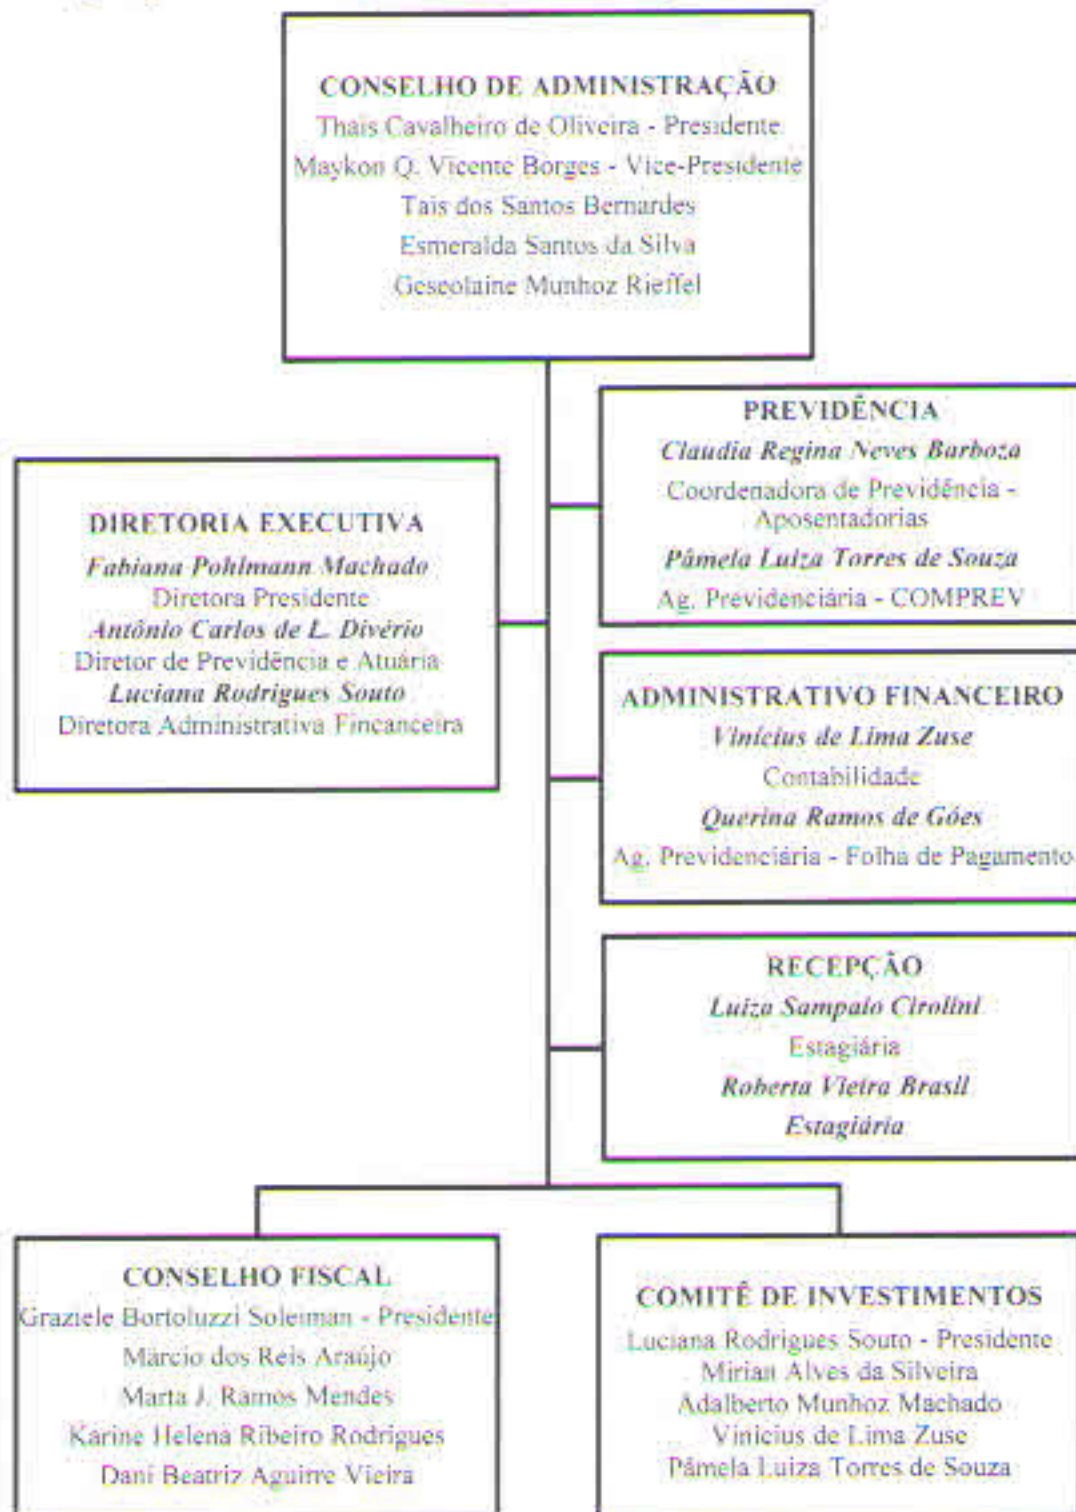 CONSELHO DE ADMINISTRAÇÃO
Thais Cavalheiro de Oliveira - Presidente
Maykon Q. Vicente Borges - Vice-Presidente
Tais dos Santos Bernardes
Esmeralda Santos da Silva
Geseolaine Munhoz Rieffel
PREVIDÊNCIA
Claudia Regina Neves Barboza
Coordenadora de Previdência -
Aposentadorias
Pâmela Luiza Torres de Souza
Ag. Previdenciária - COMPREV
DIRETORIA EXECUTIVA
Fabiana Pohlmann Machado
Diretora Presidente
Antônio Carlos de L. Divério
Diretor de Previdência e Atuária
Luciana Rodrigues Souto
Diretora Administrativa Fincanceira
ADMINISTRATIVO FINANCEIRO
Vinícius de Lima Zuse
Contabilidade
Querina Ramos de Góes
Ag. Previdenciária - Folha de Pagamento
RECEPÇÃO
Luiza Sampaio Cirolini
Estagiária
Roberta Vieira Brasil
Estagiária
CONSELHO FISCAL
Graziele Bortoluzzi Soleiman - Presidente
Márcio dos Reis Araújo
Marta J. Ramos Mendes
Karine Helena Ribeiro Rodrigues
Dani Beatriz Aguirre Vieira
COMITÊ DE INVESTIMENTOS
Luciana Rodrigues Souto - Presidente
Mirian Alves da Silveira
Adalberto Munhoz Machado
Vinicius de Lima Zuse
Pâmela Luiza Torres de Souza